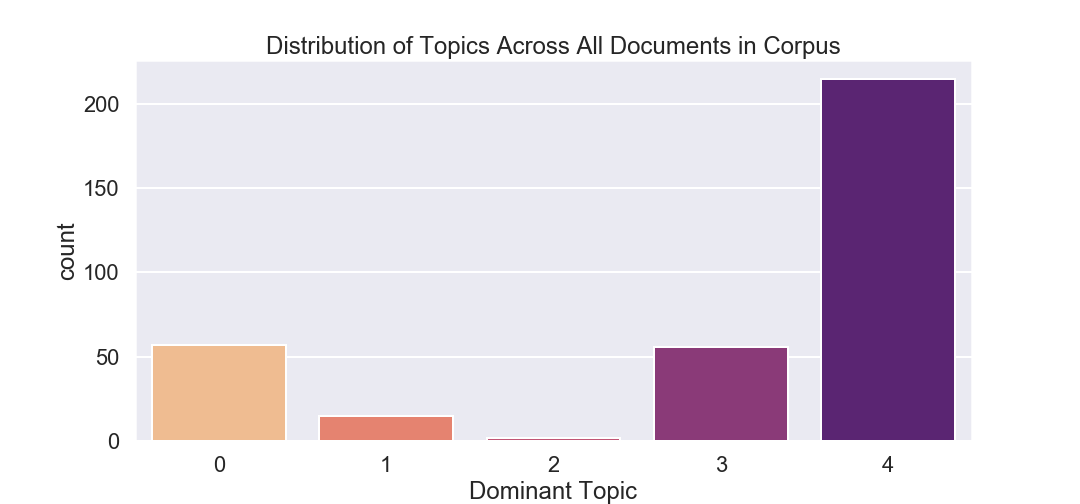 Distribution of Topics Across All Documents in Corpus
200
150
100
50
0
count
0 1 2 3 4
Dominant Topic